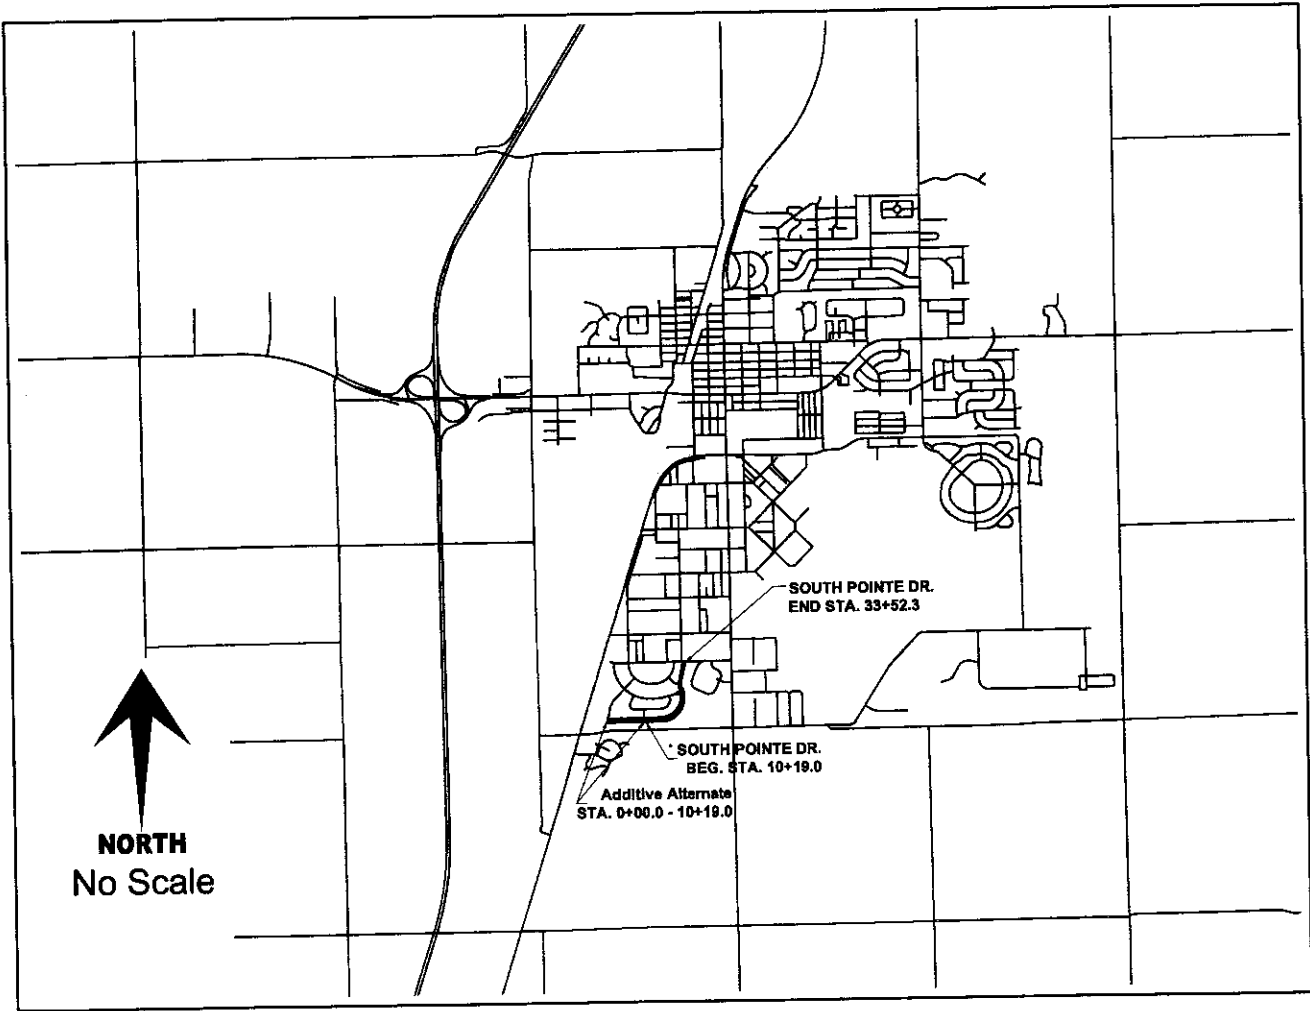 SOUTH POINTE DR.
END STA. 33+52.3
SOUTH POINTE DR.
BEG. STA. 10+19.0
Additive Alternate
STA. 0+00.0 - 10+19.0
NORTH
No Scale